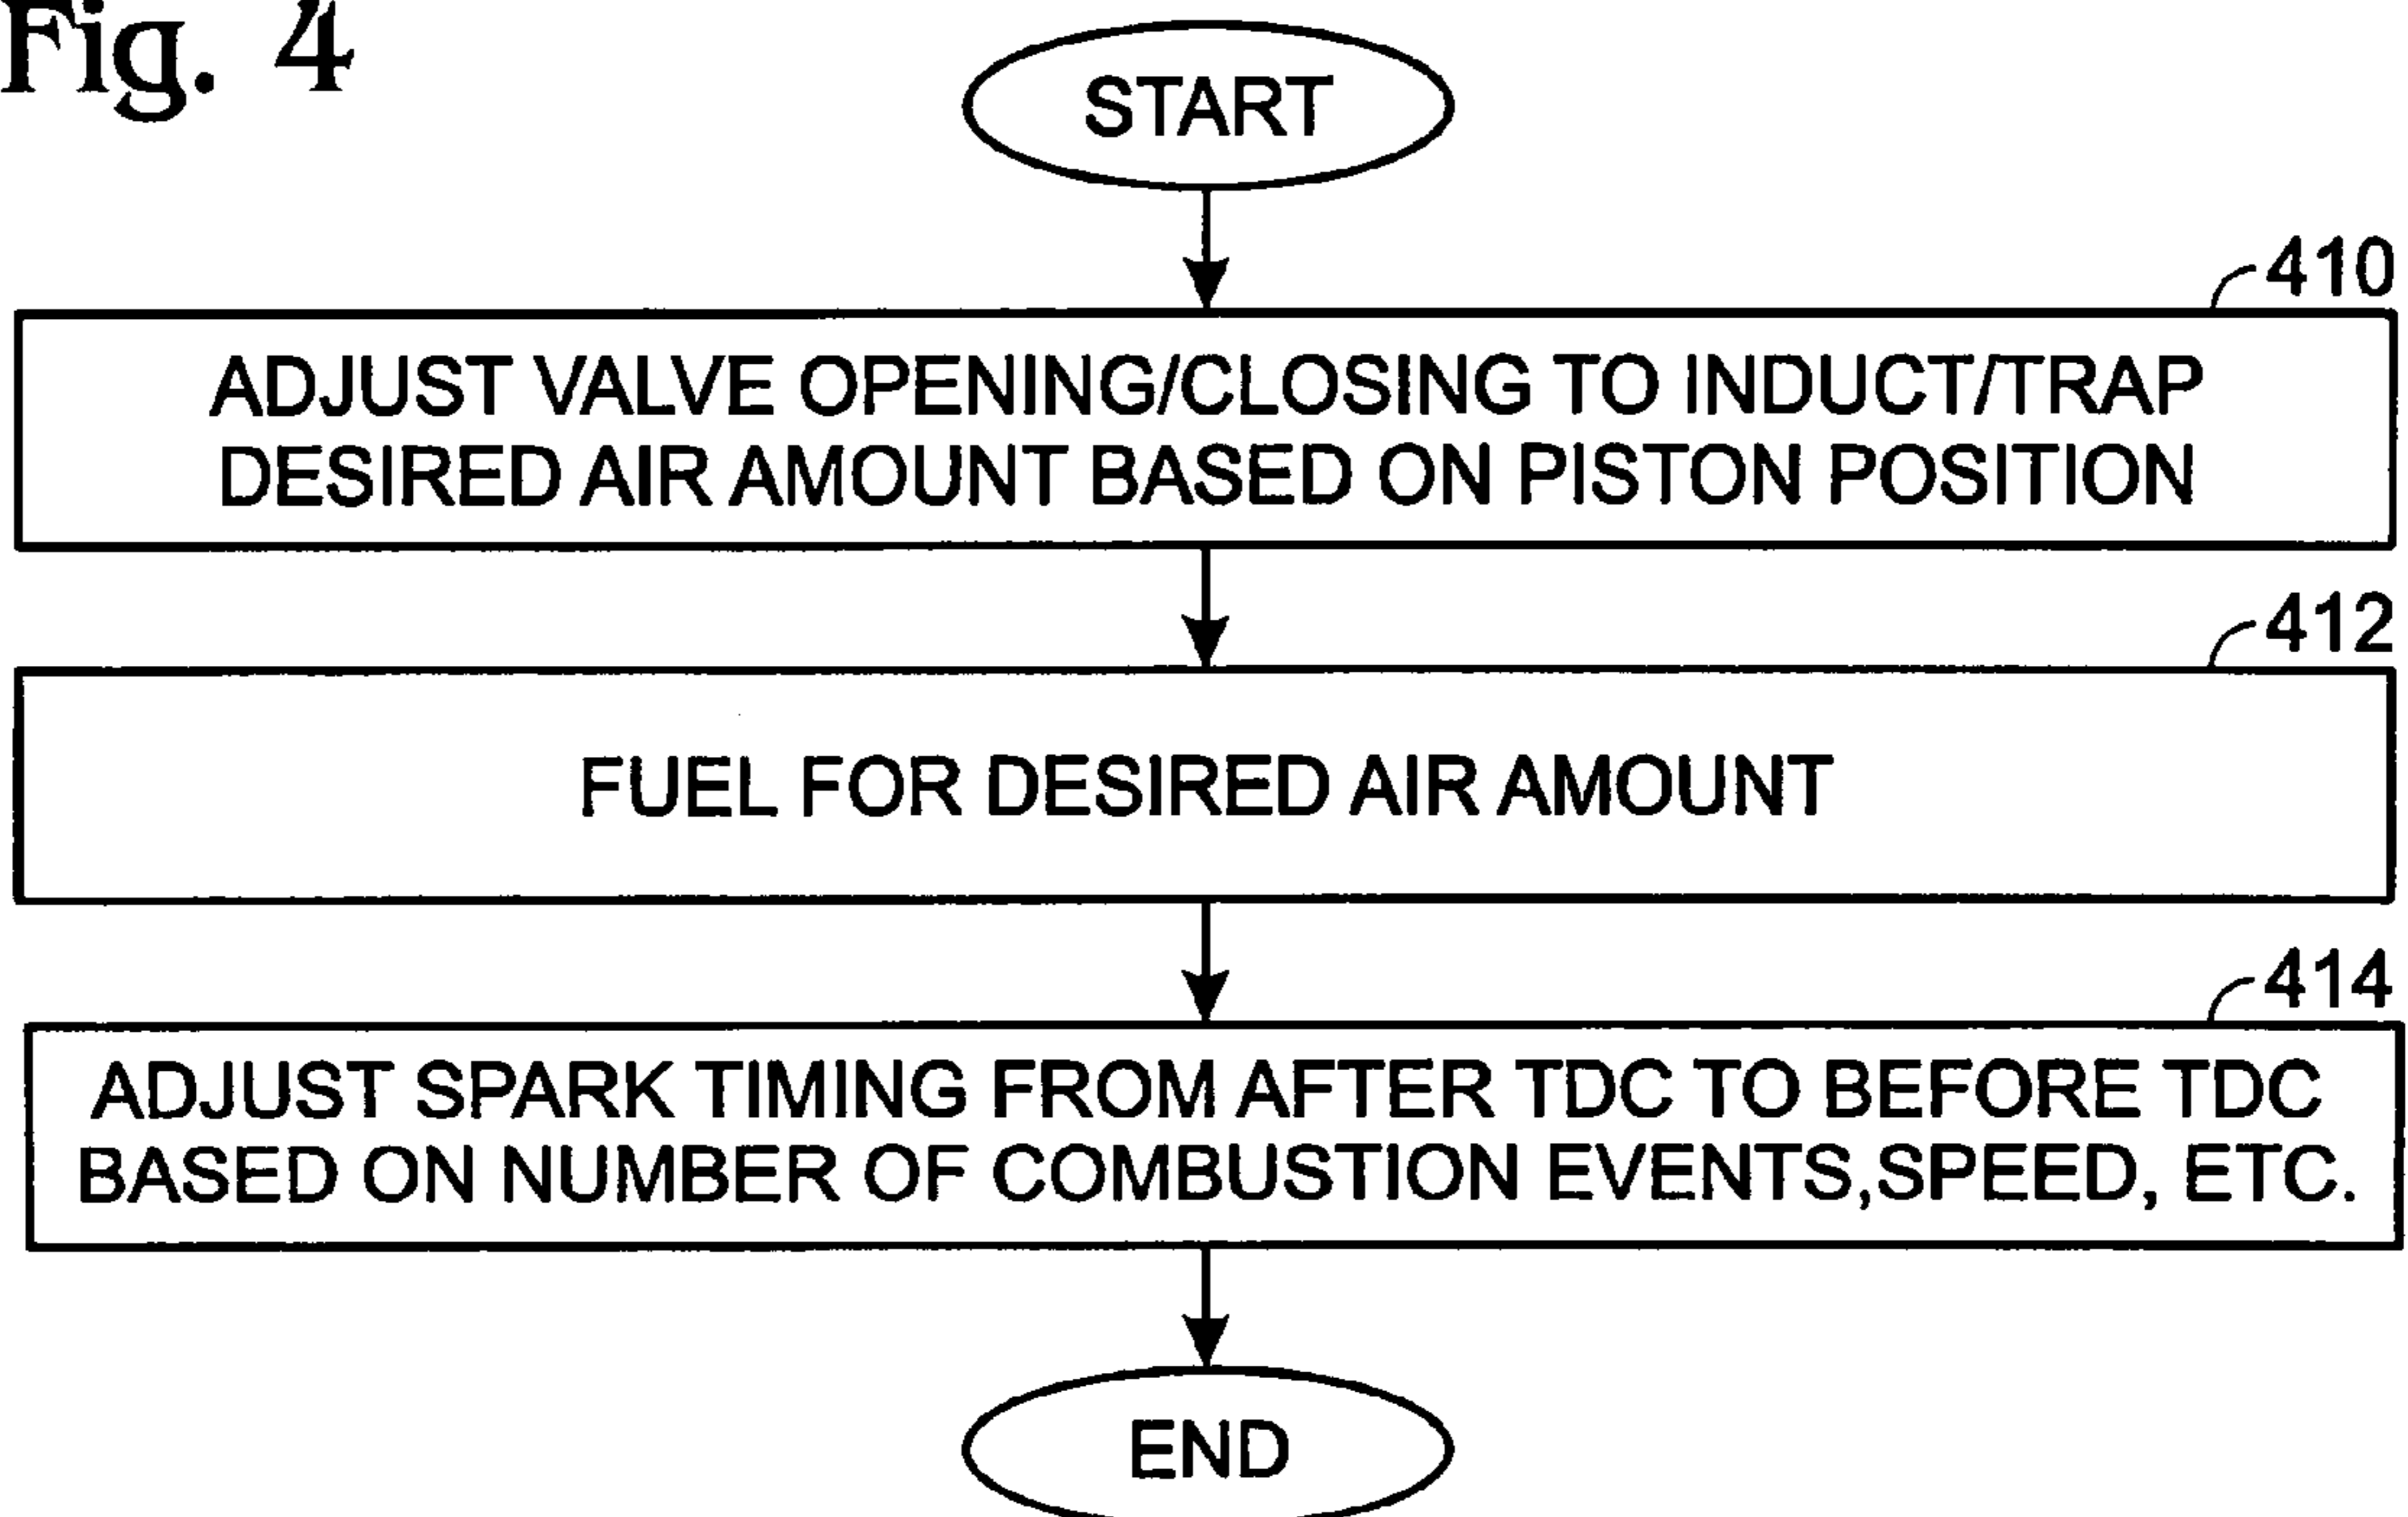 Fig. 4
START
410
ADJUST VALVE OPENING/CLOSING TO INDUCT/TRAP
DESIRED AIR AMOUNT BASED ON PISTON POSITION
412
FUEL FOR DESIRED AIR AMOUNT
414
ADJUST SPARK TIMING FROM AFTER TDC TO BEFORE TDC
BASED ON NUMBER OF COMBUSTION EVENTS,SPEED, ETC.
END